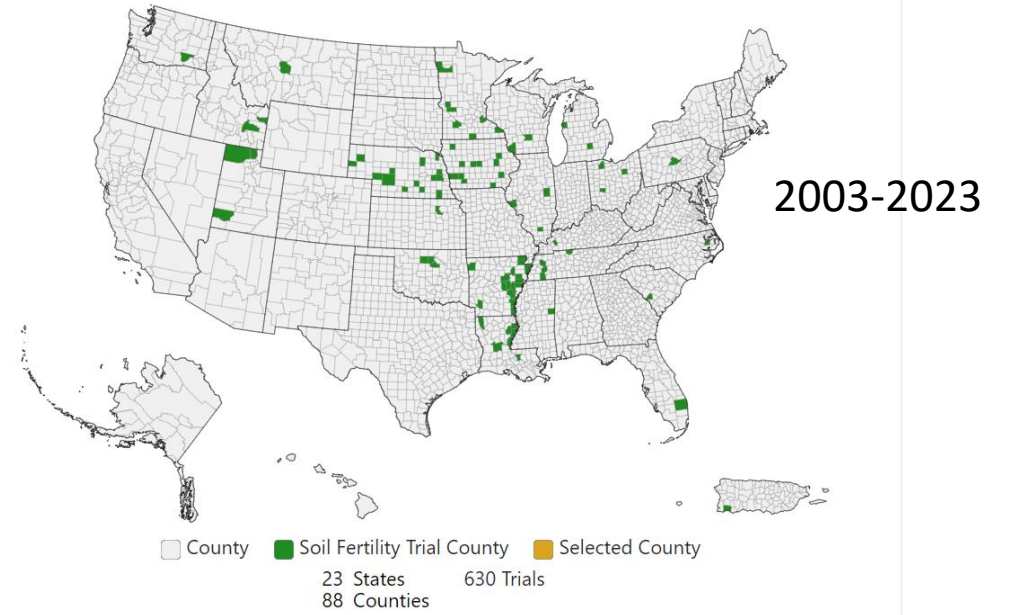 2003-2023
County
Soil Fertility Trial County
Selected County
23 States
630 Trials
88 Counties